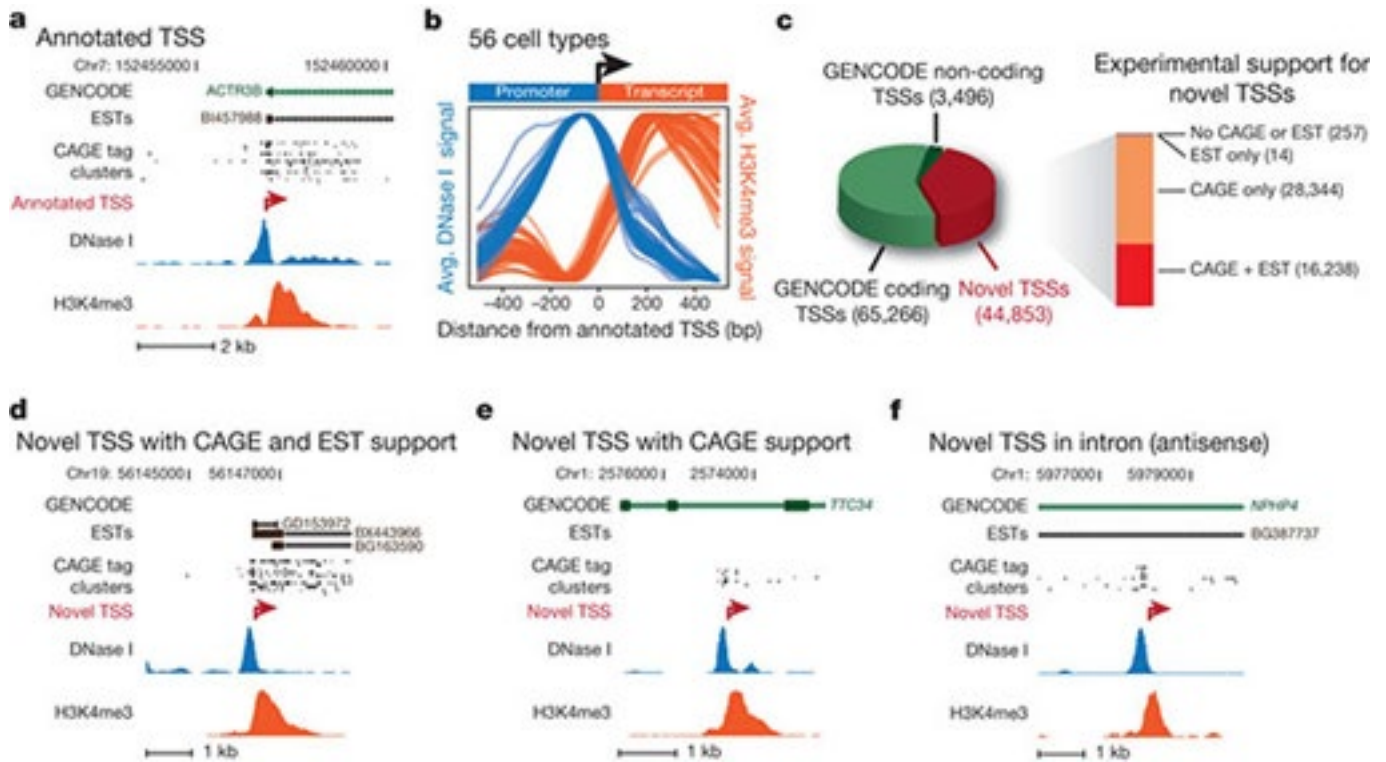 a
Annotated TSS
Chr7: 152455000 152460000
GENCODE ACTR3B
ESTs BI457988
CAGE tag
clusters
Annotated TSS
DNase I
H3K4me3
2 kb
b
56 cell types
Promoter Transcript
Avg. DNase I signal
Avg. H3K4me3 signal
−400 −200 0 200 400
Distance from annotated TSS (bp)
c
GENCODE non-coding
TSSs (3,496)
GENCODE coding
TSSs (65,266)
Novel TSSs
(44,853)
Experimental support for
novel TSSs
No CAGE or EST (257)
EST only (14)
CAGE only (28,344)
CAGE + EST (16,238)
d
Novel TSS with CAGE and EST support
Chr19: 56145000 56147000
GENCODE
ESTs GD153972
BX443966
BG163590
CAGE tag
clusters
Novel TSS
DNase I
H3K4me3
1 kb
e
Novel TSS with CAGE support
Chr1: 2576000 2574000
GENCODE TTC34
ESTs
CAGE tag
clusters
Novel TSS
DNase I
H3K4me3
1 kb
f
Novel TSS in intron (antisense)
Chr1: 5977000 5979000
GENCODE NPHP4
ESTs BG387737
CAGE tag
clusters
Novel TSS
DNase I
H3K4me3
1 kb